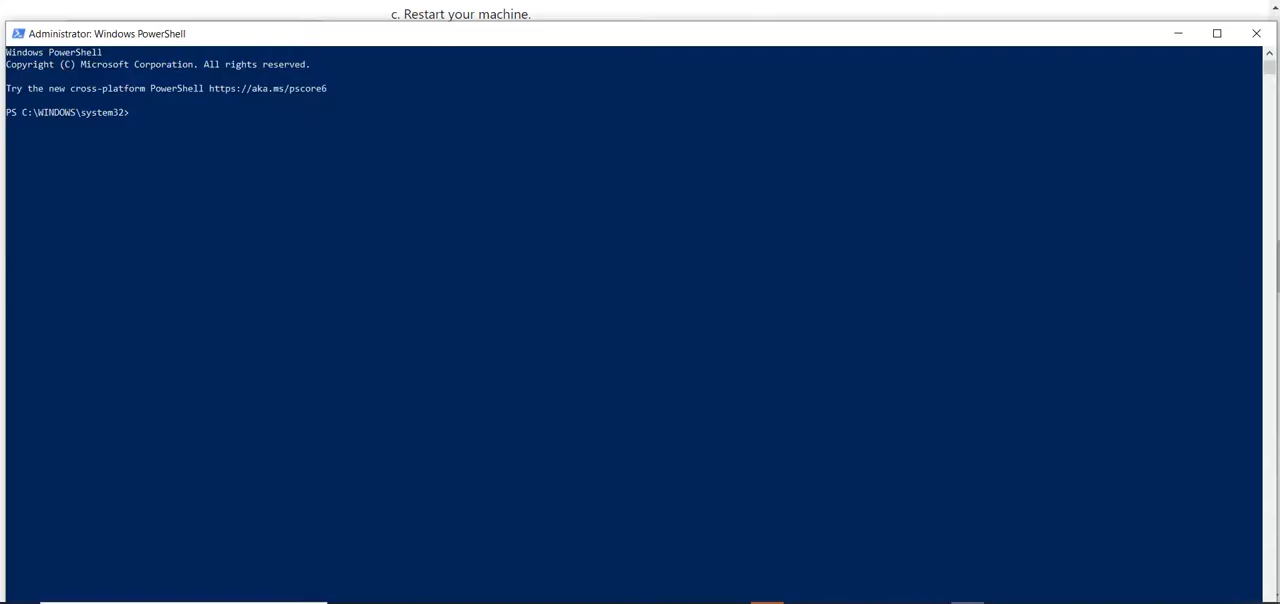 c. Restart your machine.
Administrator: Windows PowerShell
Windows PowerShell
Copyright (C) Microsoft Corporation. All rights reserved.
Try the new cross-platform PowerShell https://aka.ms/pscore6
PS C:\WINDOWS\system32>